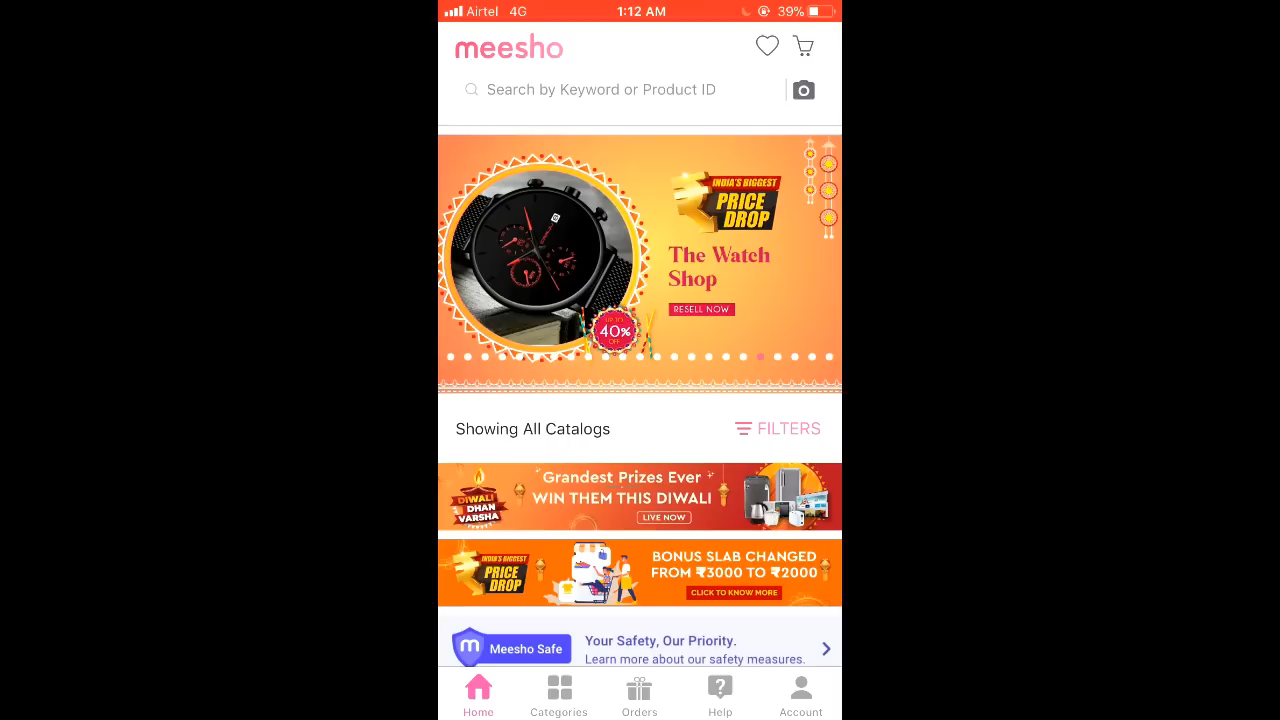 Airtel 4G 1:12 AM 39%
meesho
Search by Keyword or Product ID
INDIA'S BIGGEST
PRICE
DROP
The Watch
Shop
RESELL NOW
UP TO
40%
OFF
Showing All Catalogs
FILTERS
DIWALI
DHAN
VARSHA
Grandest Prizes Ever
WIN THEM THIS DIWALI
LIVE NOW
INDIA'S BIGGEST
PRICE
DROP
BONUS SLAB CHANGED
FROM ₹3000 TO ₹2000
CLICK TO KNOW MORE
m
Meesho Safe
Your Safety, Our Priority.
Learn more about our safety measures.
Home Categories Orders Help Account